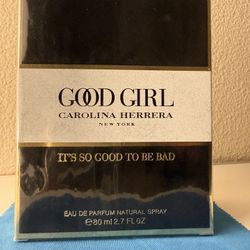 GOOD GIRL
CAROLINA HERRERA
NEW YORK
IT'S SO GOOD TO BE BAD
EAU DE PARFUM NATURAL SPRAY
℮80 ml 2.7 FL OZ